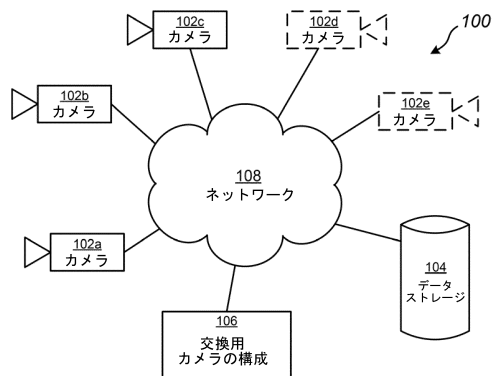 100
102c
カメラ
102d
カメラ
102b
カメラ
102e
カメラ
108
ネットワーク
102a
カメラ
104
データ
ストレージ
106
交換用
カメラの構成